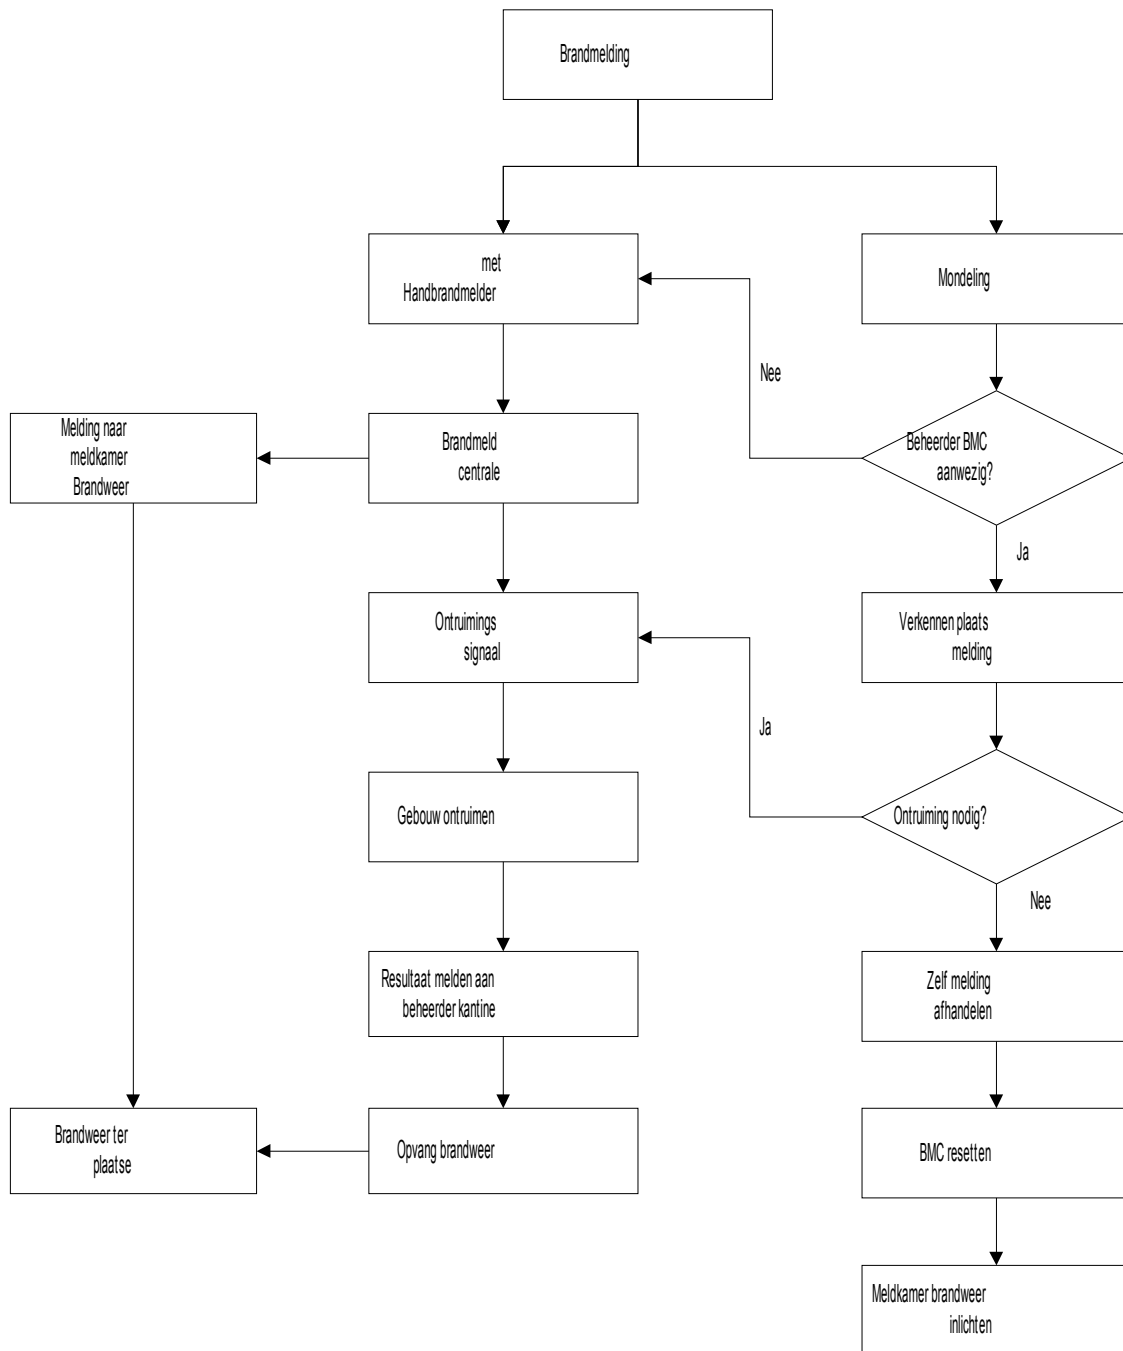 Brandmelding
met
Handbrandmelder
Mondeling
Nee
Melding naar
meldkamer
Brandweer
Brandmeld
centrale
Beheerder BMC
aanwezig?
Ja
Ontruimings
signaal
Verkennen plaats
melding
Ja
Gebouw ontruimen
Ontruiming nodig?
Nee
Resultaat melden aan
beheerder kantine
Zelf melding
afhandelen
Brandweer ter
plaatse
Opvang brandweer
BMC resetten
Meldkamer brandweer
inlichten